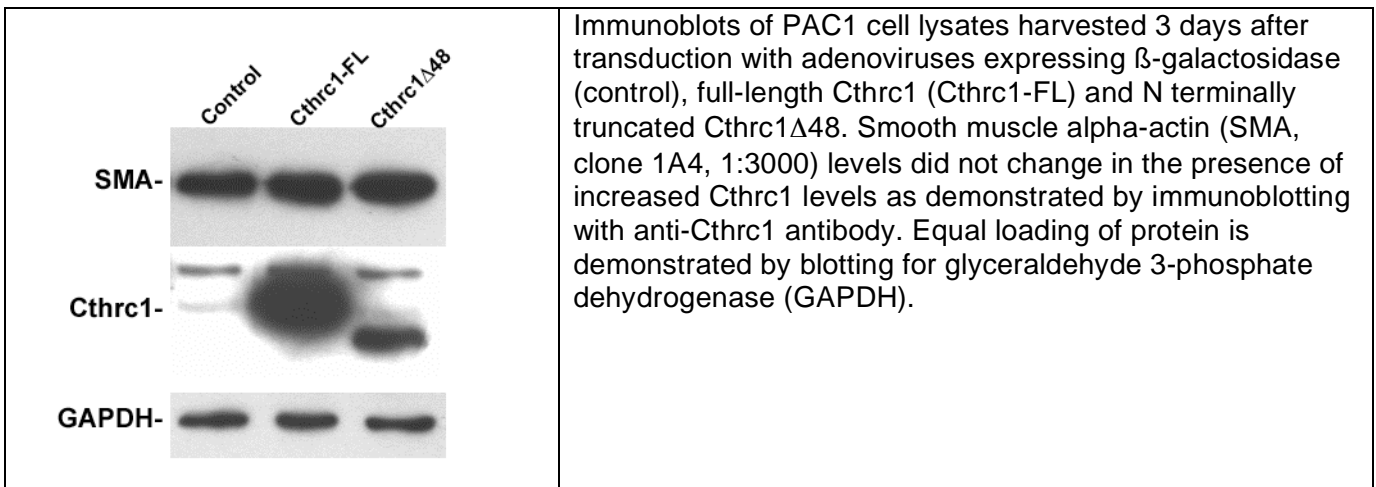 Control
Cthrc1-FL
Cthrc1Δ48
SMA-
Cthrc1-
GAPDH-
Immunoblots of PAC1 cell lysates harvested 3 days after
transduction with adenoviruses expressing ß-galactosidase
(control), full-length Cthrc1 (Cthrc1-FL) and N terminally
truncated Cthrc1Δ48. Smooth muscle alpha-actin (SMA,
clone 1A4, 1:3000) levels did not change in the presence of
increased Cthrc1 levels as demonstrated by immunoblotting
with anti-Cthrc1 antibody. Equal loading of protein is
demonstrated by blotting for glyceraldehyde 3-phosphate
dehydrogenase (GAPDH).